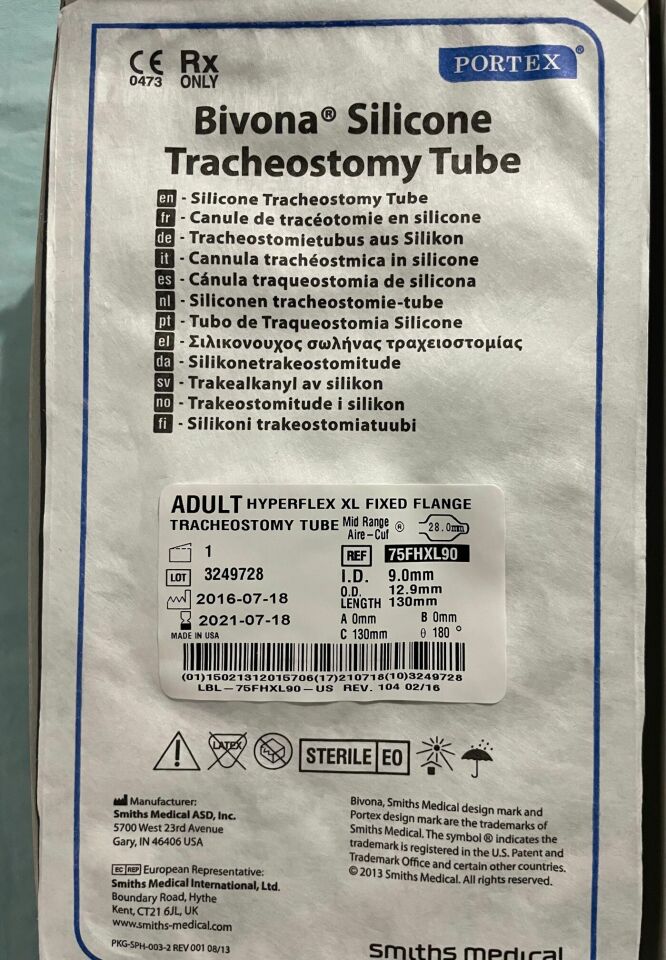 CE Rx
0473 ONLY
PORTEX®
Bivona® Silicone
Tracheostomy Tube
en - Silicone Tracheostomy Tube
fr - Canule de tracéotomie en silicone
de - Tracheostomietubus aus Silikon
it - Cannula trachéostmica in silicone
es - Cánula traqueostomia de silicona
nl - Siliconen tracheostomie-tube
pt - Tubo de Traqueostomia Silicone
el - Σιλικονουχος σωλήνας τραχειοστομίας
da - Silikonetrakeostomitude
sv - Trakealkanyl av silikon
no - Trakeostomitude i silikon
fi - Silikoni trakeostomiatuubi
ADULT HYPERFLEX XL FIXED FLANGE
TRACHEOSTOMY TUBE Mid Range ® 28.0mm
Aire-Cuf
1
REF 75FHXL90
LOT 3249728
I.D. 9.0mm
O.D. 12.9mm
2016-07-18
LENGTH 130mm
2021-07-18
A 0mm B 0mm
MADE IN USA
C 130mm θ 180 °
(01)15021312015706(17)210718(10)3249728
LBL-75FHXL90-US REV. 104 02/16
LATEX
STERILE EO
Manufacturer:
Smiths Medical ASD, Inc.
5700 West 23rd Avenue
Gary, IN 46406 USA
EC REP European Representative:
Smiths Medical International, Ltd.
Boundary Road, Hythe
Kent, CT21 6JL, UK
www.smiths-medical.com
PKG-SPH-003-2 REV 001 08/13
Bivona, Smiths Medical design mark and
Portex design mark are the trademarks of
Smiths Medical. The symbol ® indicates the
trademark is registered in the U.S. Patent and
Trademark Office and certain other countries.
© 2013 Smiths Medical. All rights reserved.
smiths medical